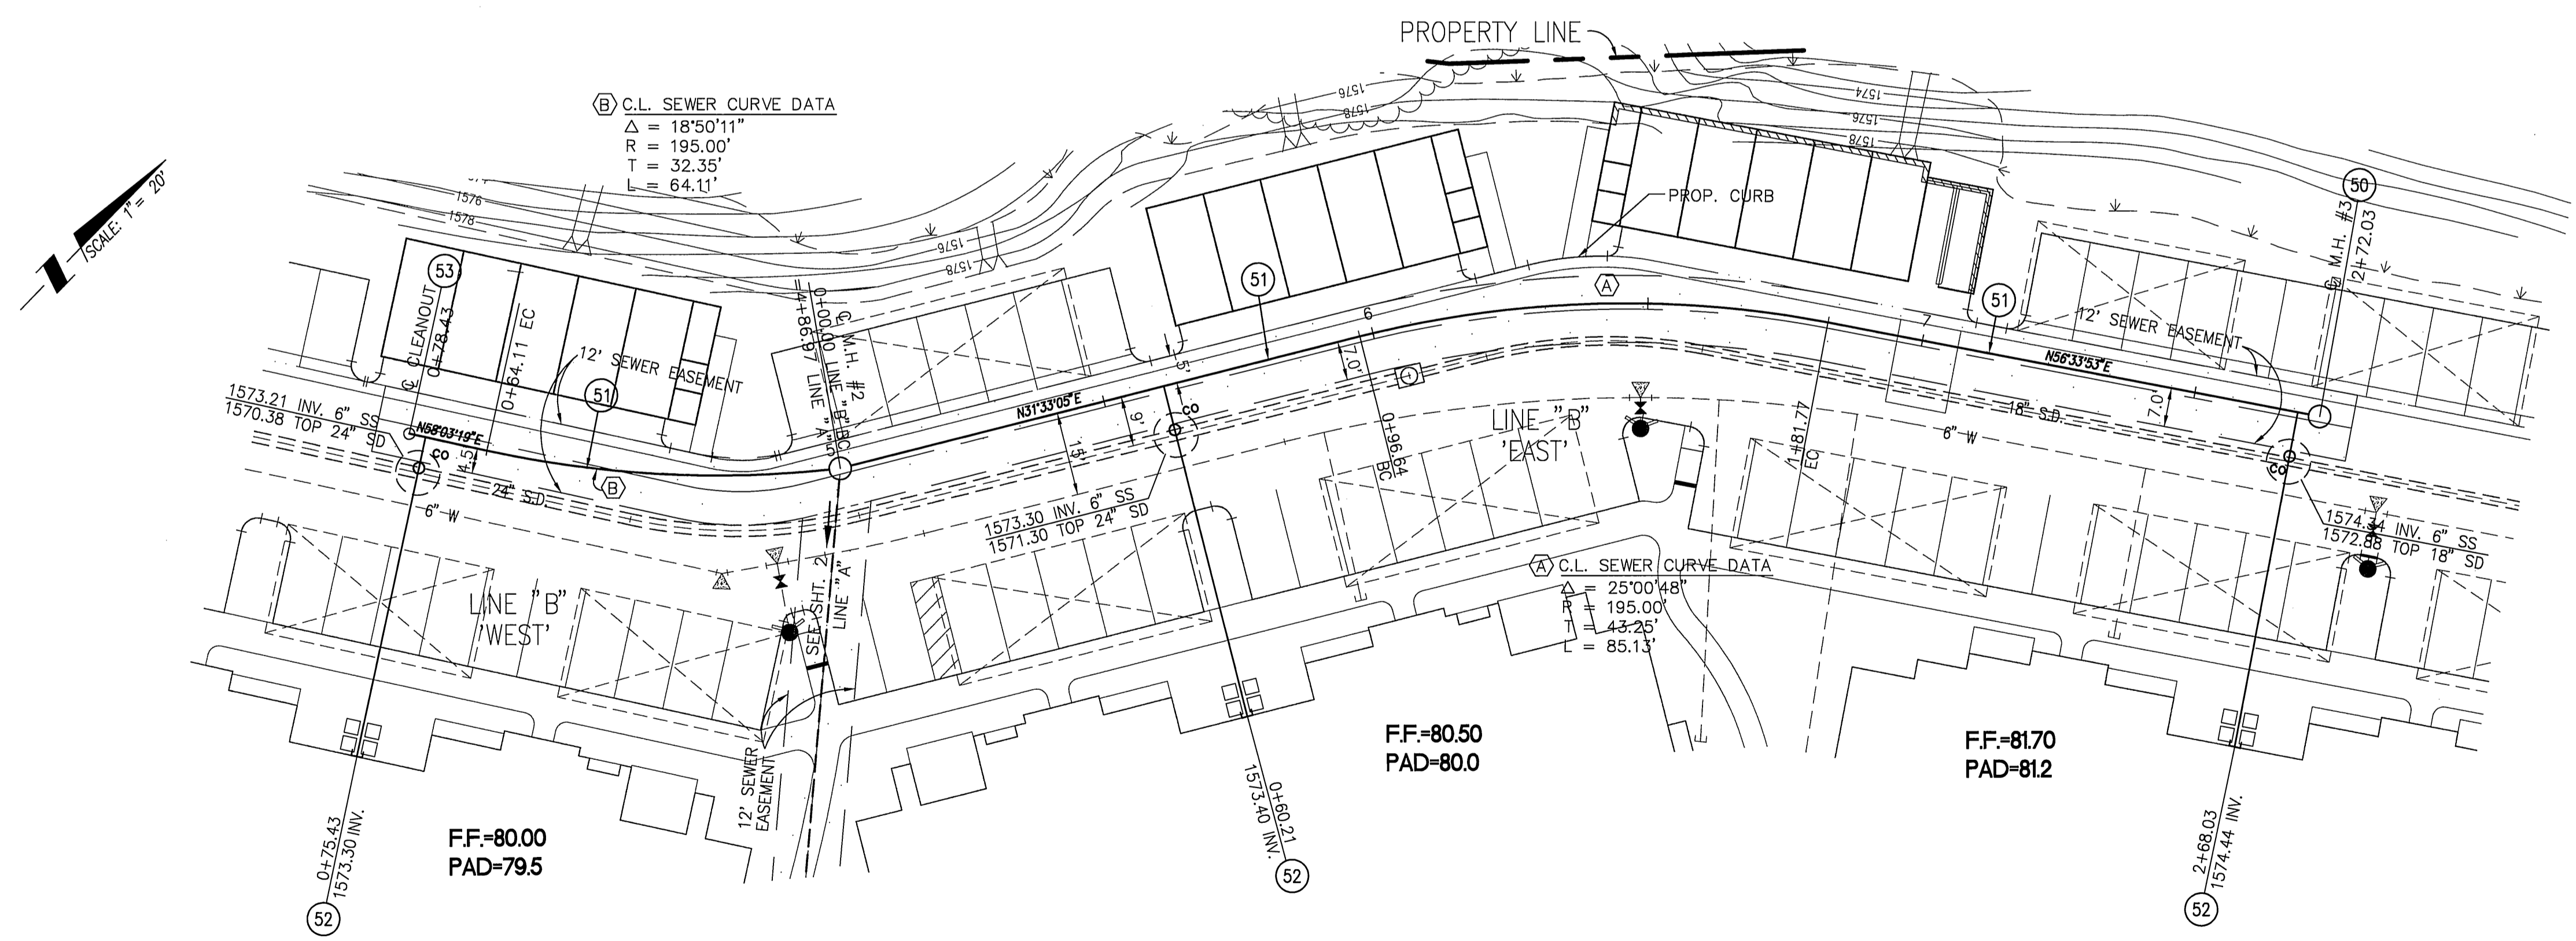 PROPERTY LINE
B C.L. SEWER CURVE DATA
Δ = 18°50'11"
R = 195.00'
T = 32.35'
L = 64.11'
SCALE: 1" = 20'
1576
1578
1576
1578
1576
1578
1574
1576
1578
PROP. CURB
50
℄ M.H. #3
2+72.03
53
℄ CLEANOUT
0+78.43
0+64.11 EC
12' SEWER EASEMENT
51
0+00.00 LINE "B" BC
4+86.97 LINE "A"
℄ M.H. #2
51
A
6
7
51
12' SEWER EASEMENT
N56°33'53"E
1573.21 INV. 6" SS
1570.38 TOP 24" SD
N58°03'19"E
CO
4.5'
B
24" S.D.
6" W
N31°33'05"E
5'
5'
9'
15'
CO
7.0'
0+96.64
BC
LINE "B"
'EAST'
1+81.77
EC
18" S.D.
6" W
7.0'
CO
1573.30 INV. 6" SS
1571.30 TOP 24" SD
1574.34 INV. 6" SS
1572.88 TOP 18" SD
LINE "B"
'WEST'
SEE SHT. 2
LINE "A"
A C.L. SEWER CURVE DATA
Δ = 25°00'48"
R = 195.00'
T = 43.25'
L = 85.13'
12' SEWER
EASEMENT
F.F.=80.50
PAD=80.0
F.F.=81.70
PAD=81.2
F.F.=80.00
PAD=79.5
0+75.43
1573.30 INV.
52
0+60.21
1573.40 INV.
52
2+68.03
1574.44 INV.
52